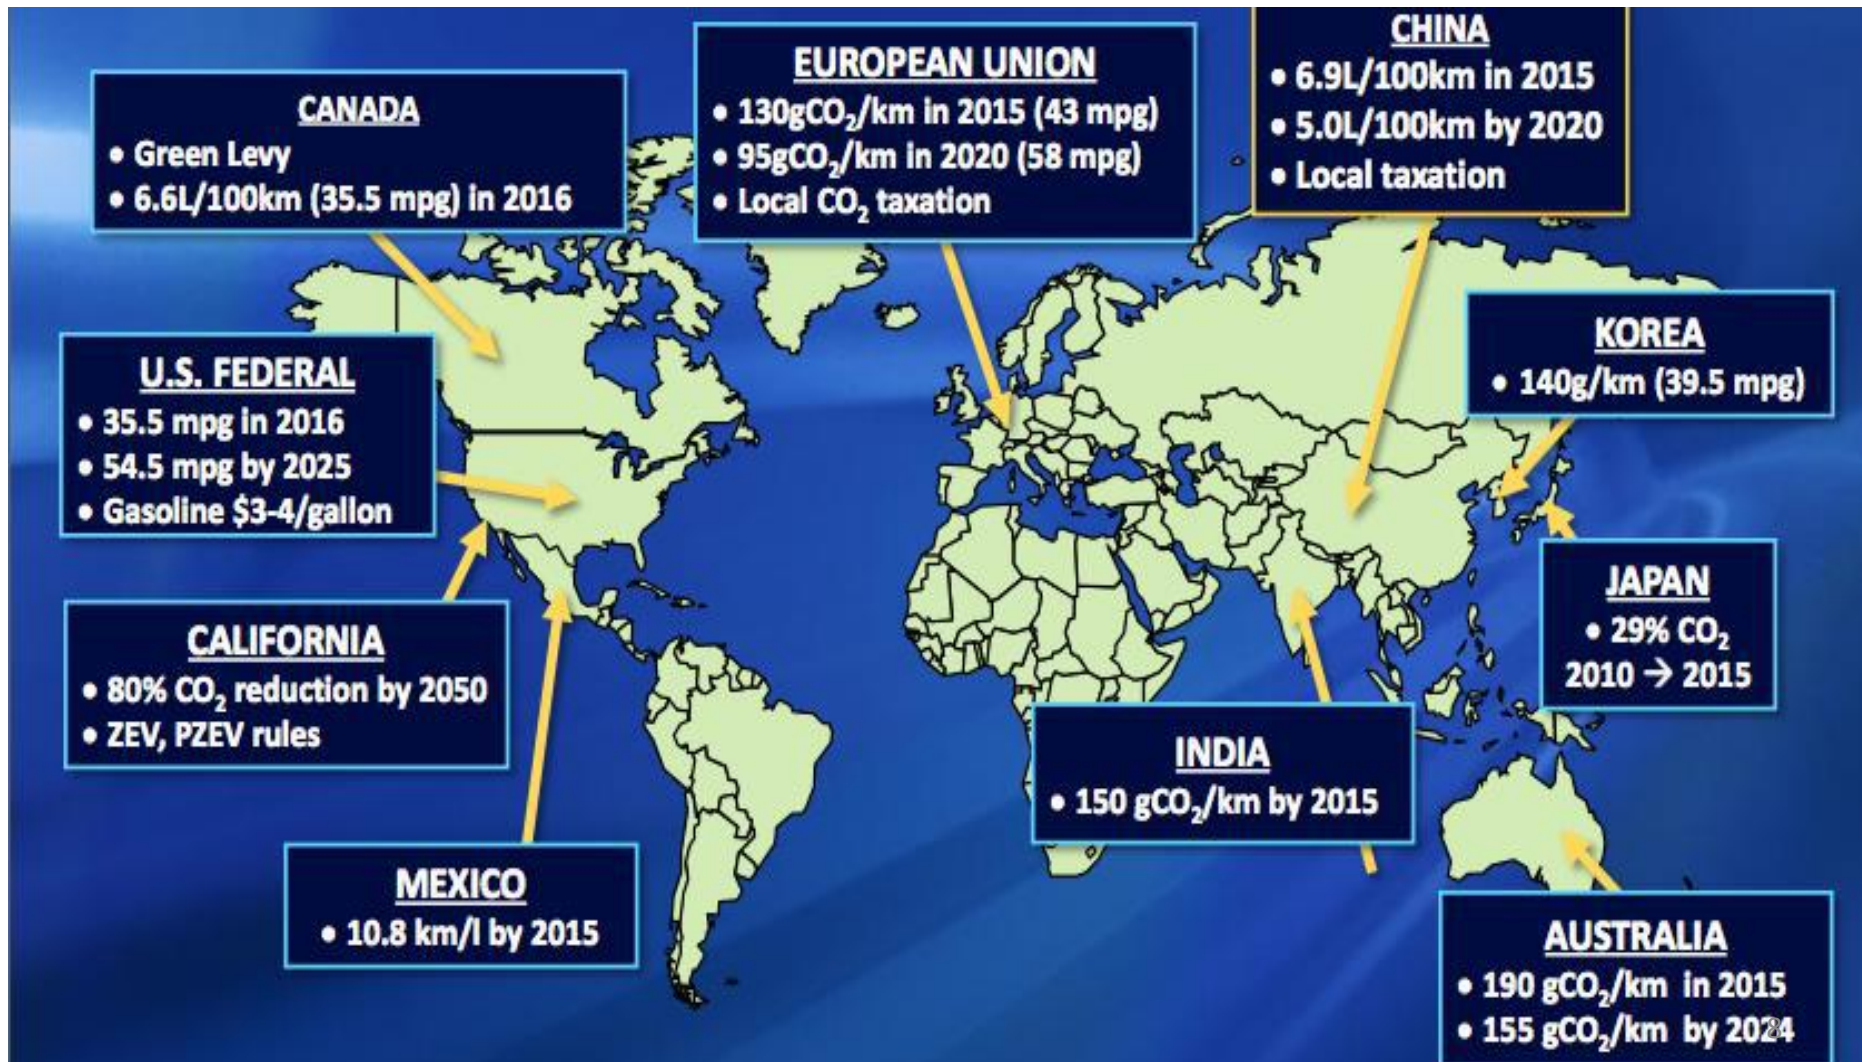 CANADA
• Green Levy
• 6.6L/100km (35.5 mpg) in 2016
EUROPEAN UNION
• 130gCO₂/km in 2015 (43 mpg)
• 95gCO₂/km in 2020 (58 mpg)
• Local CO₂ taxation
CHINA
• 6.9L/100km in 2015
• 5.0L/100km by 2020
• Local taxation
U.S. FEDERAL
• 35.5 mpg in 2016
• 54.5 mpg by 2025
• Gasoline $3-4/gallon
KOREA
• 140g/km (39.5 mpg)
CALIFORNIA
• 80% CO₂ reduction by 2050
• ZEV, PZEV rules
JAPAN
• 29% CO₂
2010 → 2015
INDIA
• 150 gCO₂/km by 2015
MEXICO
• 10.8 km/l by 2015
AUSTRALIA
• 190 gCO₂/km in 2015
• 155 gCO₂/km by 2024
8